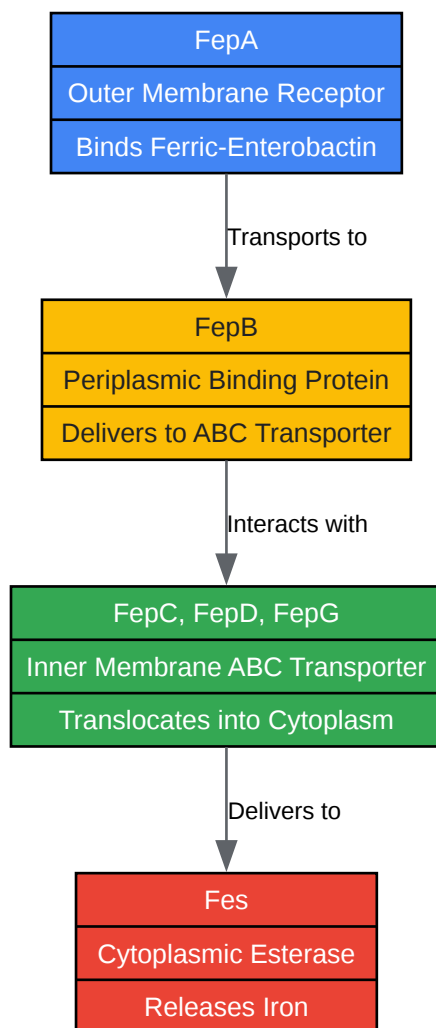 FepA
Outer Membrane Receptor
Binds Ferric-Enterobactin
Transports to
FepB
Periplasmic Binding Protein
Delivers to ABC Transporter
Interacts with
FepC, FepD, FepG
Inner Membrane ABC Transporter
Translocates into Cytoplasm
Delivers to
Fes
Cytoplasmic Esterase
Releases Iron